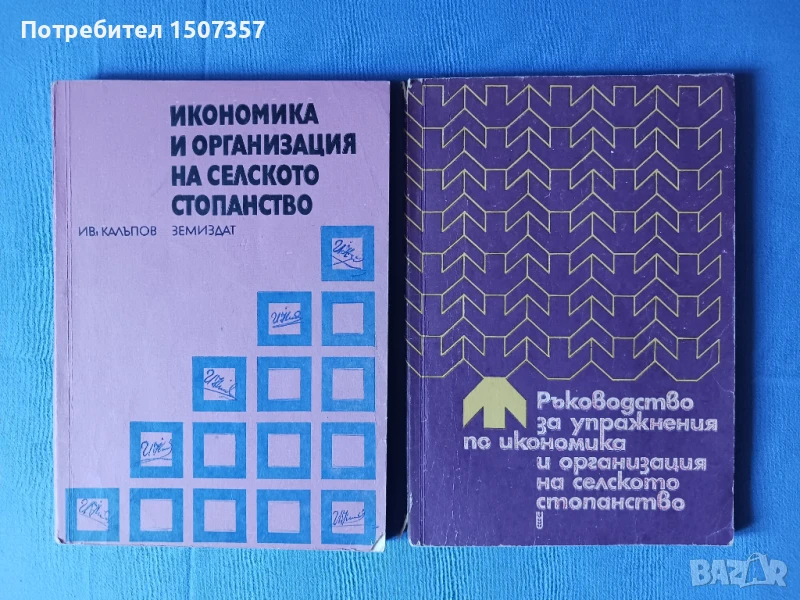 Потребител 1507357
ИКОНОМИКА
И ОРГАНИЗАЦИЯ
НА СЕЛСКОТО
СТОПАНСТВО
ИВ. КАЛЪПОВ ЗЕМИЗДАТ
Ръководство
за упражнения
по икономика
и организация
на селското
стопанство
BAZAR